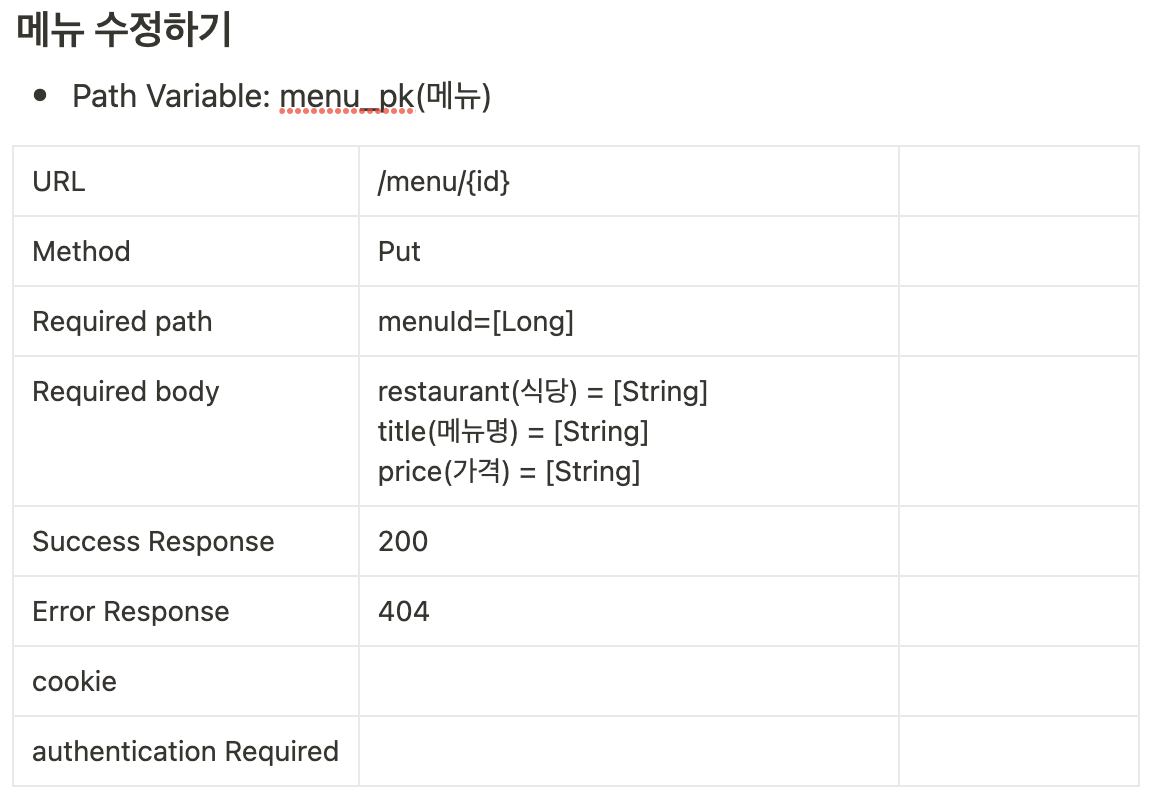 메뉴 수정하기
• Path Variable: menu_pk(메뉴)
URL /menu/{id}
Method Put
Required path menuId=[Long]
Required body restaurant(식당) = [String]
title(메뉴명) = [String]
price(가격) = [String]
Success Response 200
Error Response 404
cookie
authentication Required